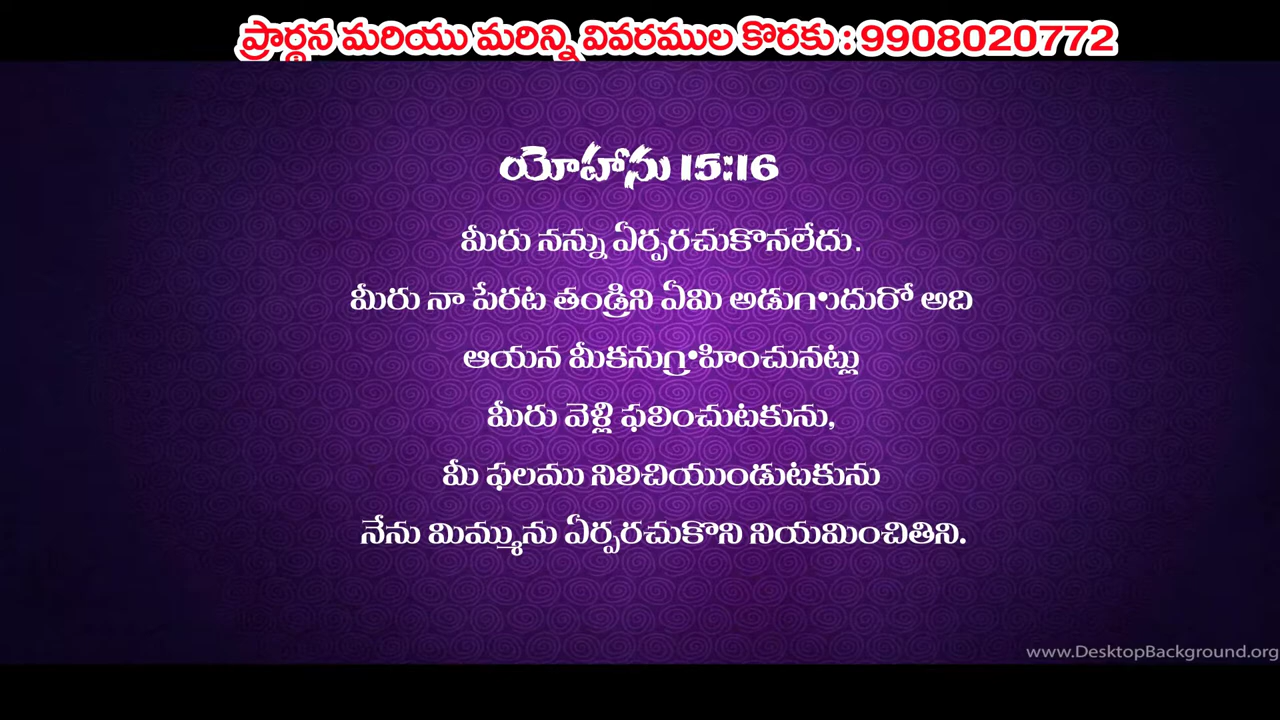 ప్రార్థన మరియు మరిన్ని వివరముల కొరకు : 9908020772
యోహాను 15:16
మీరు నన్ను ఏర్పరచుకొనలేదు.
మీరు నా పేరట తండ్రిని ఏమి అడుగుదురో అది
ఆయన మీకనుగ్రహించునట్లు
మీరు వెళ్లి ఫలించుటకును,
మీ ఫలము నిలిచియుండుటకును
నేను మిమ్మును ఏర్పరచుకొని నియమించితిని.
www.DesktopBackground.org